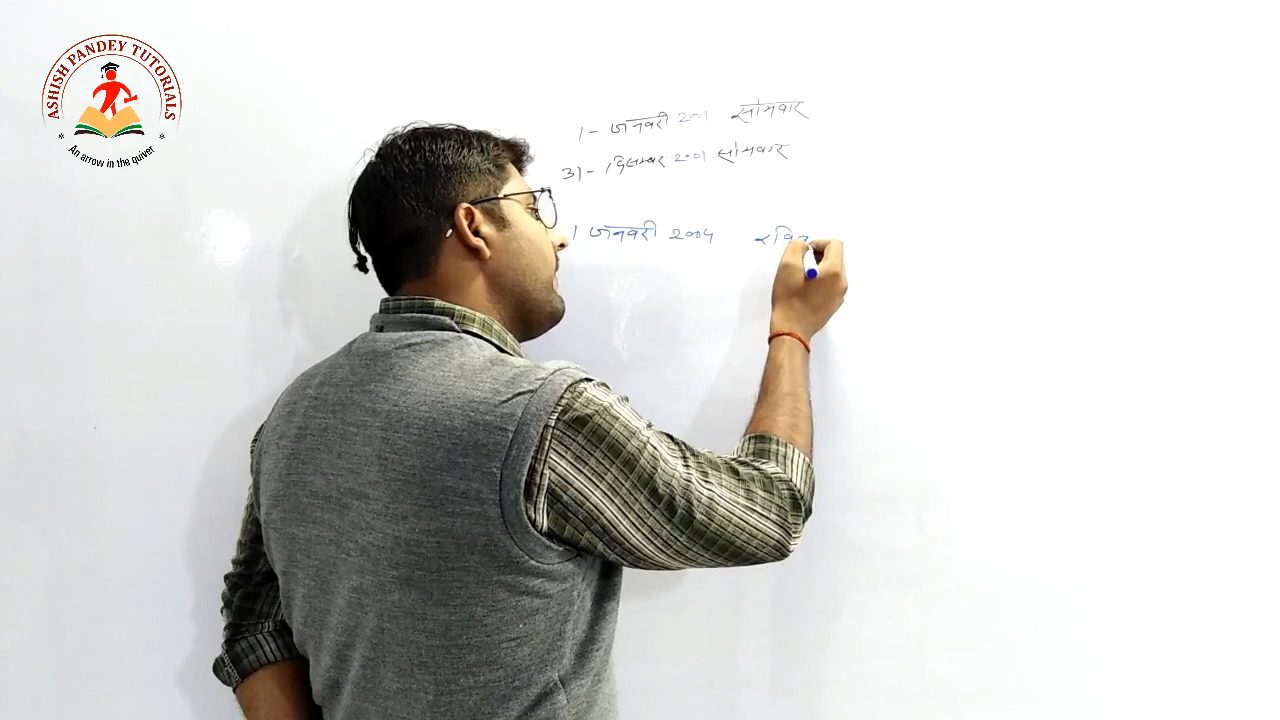 ASHISH PANDEY TUTORIALS
An arrow in the quiver
1 - जनवरी 2001 सोमवार
31 - दिसम्बर 2001 सोमवार
1 जनवरी 2004 रवि